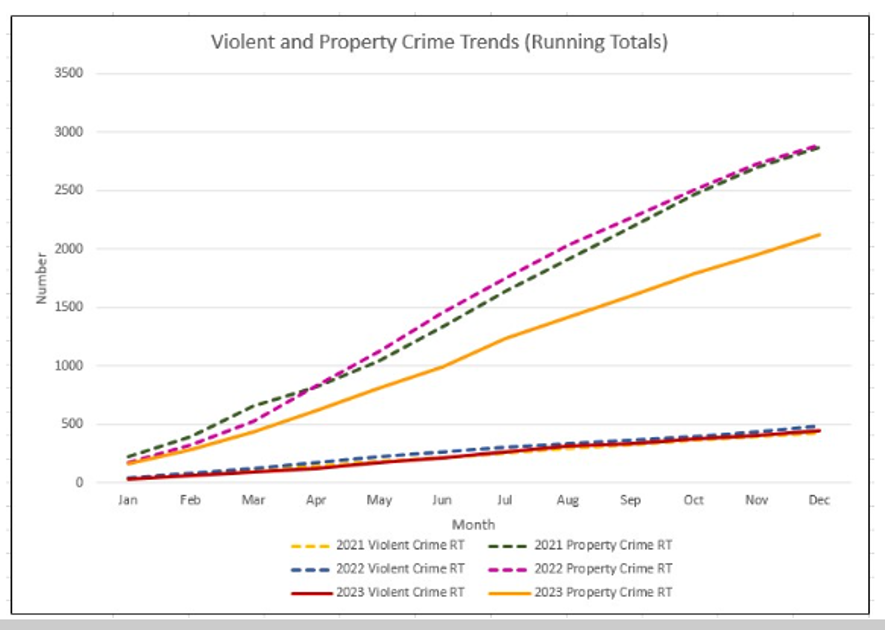 Violent and Property Crime Trends (Running Totals)
3500
3000
2500
2000
1500
1000
500
0
Number
Jan Feb Mar Apr May Jun Jul Aug Sep Oct Nov Dec
Month
2021 Violent Crime RT 2021 Property Crime RT
2022 Violent Crime RT 2022 Property Crime RT
2023 Violent Crime RT 2023 Property Crime RT